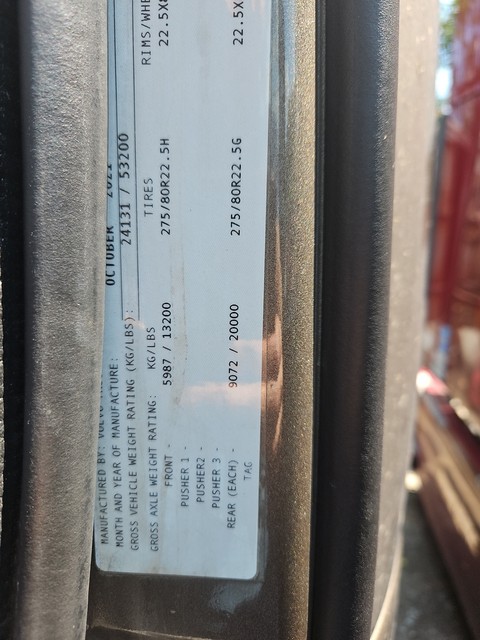 MANUFACTURED BY: VOLVO
MONTH AND YEAR OF MANUFACTURE: OCTOBER 2021
GROSS VEHICLE WEIGHT RATING (KG/LBS): 24131 / 53200
GROSS AXLE WEIGHT RATING: KG/LBS TIRES RIMS/WHE
FRONT - 5987 / 13200 275/80R22.5H 22.5X
PUSHER 1 -
PUSHER2 -
PUSHER 3 -
REAR (EACH) - 9072 / 20000 275/80R22.5G 22.5X
TAG